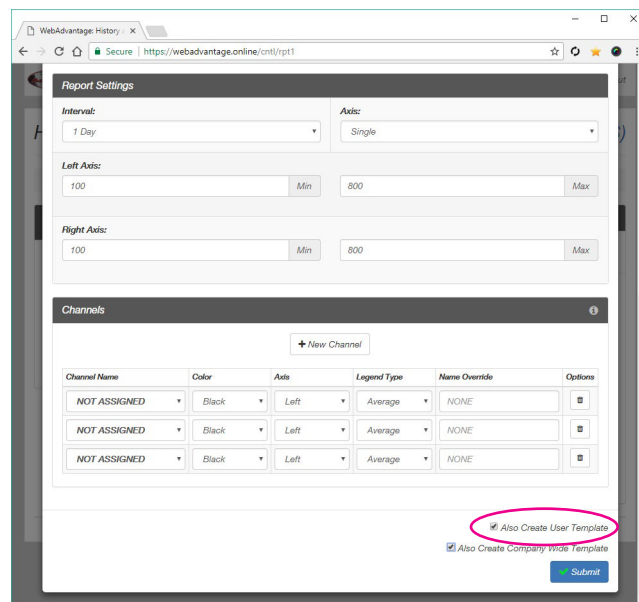 WebAdvantage: History
Secure | https://webadvantage.online/cntl/rpt1
Report Settings
Interval: Axis:
1 Day Single
Left Axis:
100 Min 800 Max
Right Axis:
100 Min 800 Max
Channels
+ New Channel
Channel Name Color Axis Legend Type Name Override Options
NOT ASSIGNED Black Left Average NONE
NOT ASSIGNED Black Left Average NONE
NOT ASSIGNED Black Left Average NONE
Also Create User Template
Also Create Company Wide Template
Submit